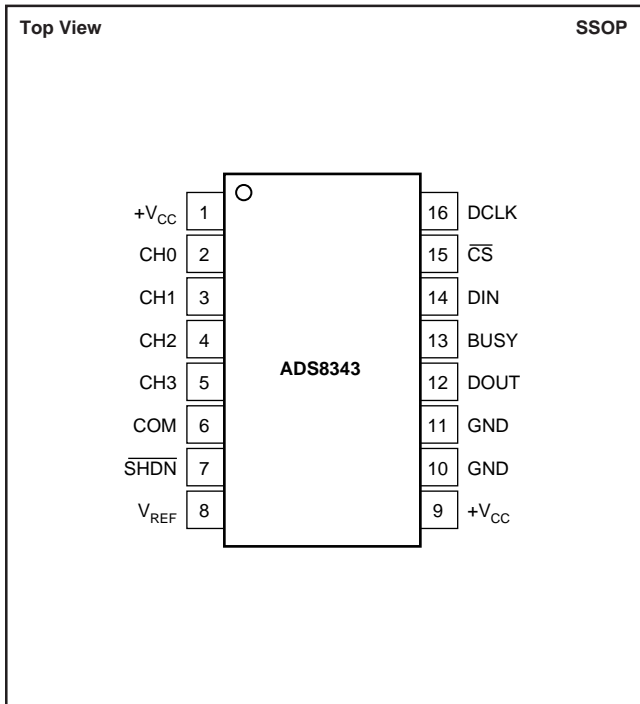 Top View SSOP
+VCC 1 16 DCLK
CH0 2 15 CS
CH1 3 14 DIN
CH2 4 13 BUSY
CH3 5 ADS8343 12 DOUT
COM 6 11 GND
SHDN 7 10 GND
VREF 8 9 +VCC